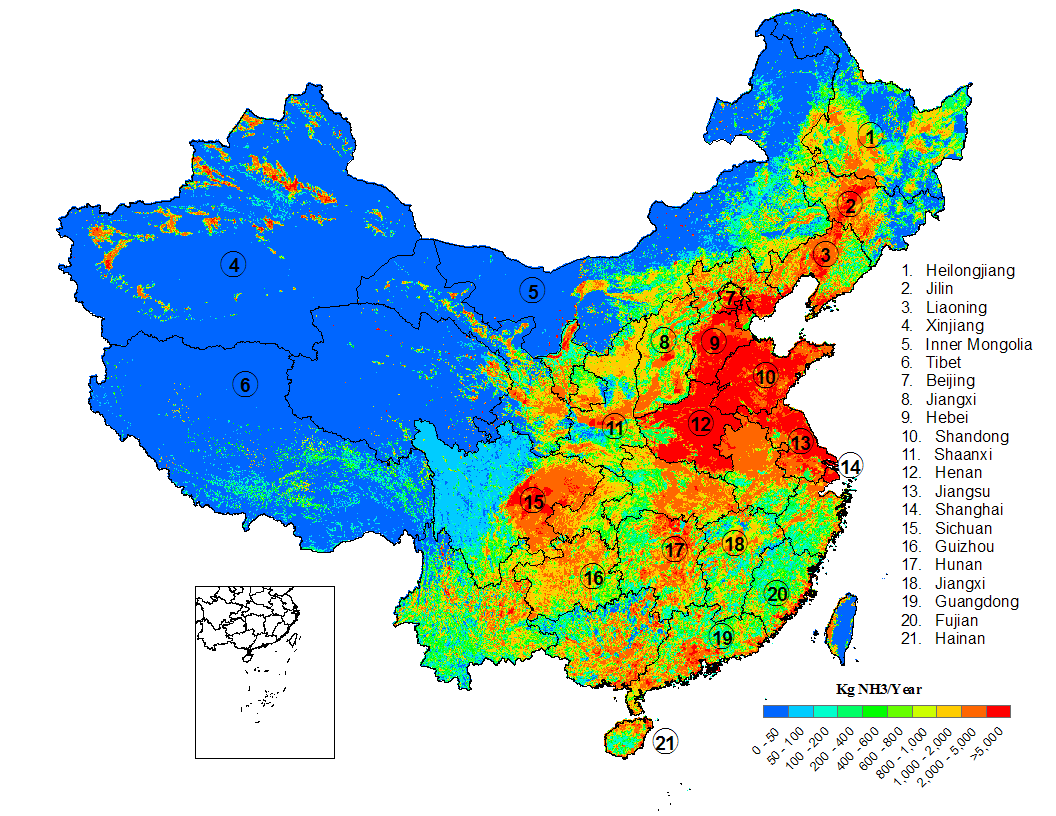 1
2
3
4
5
6
7
8
9
10
11
12
13
14
15
16
17
18
19
20
21
1. Heilongjiang
2. Jilin
3. Liaoning
4. Xinjiang
5. Inner Mongolia
6. Tibet
7. Beijing
8. Jiangxi
9. Hebei
10. Shandong
11. Shaanxi
12. Henan
13. Jiangsu
14. Shanghai
15. Sichuan
16. Guizhou
17. Hunan
18. Jiangxi
19. Guangdong
20. Fujian
21. Hainan
Kg NH3/Year
0 - 50
50 - 100
100 - 200
200 - 400
400 - 600
600 - 800
800 - 1,000
1,000 - 2,000
2,000 - 5,000
>5,000